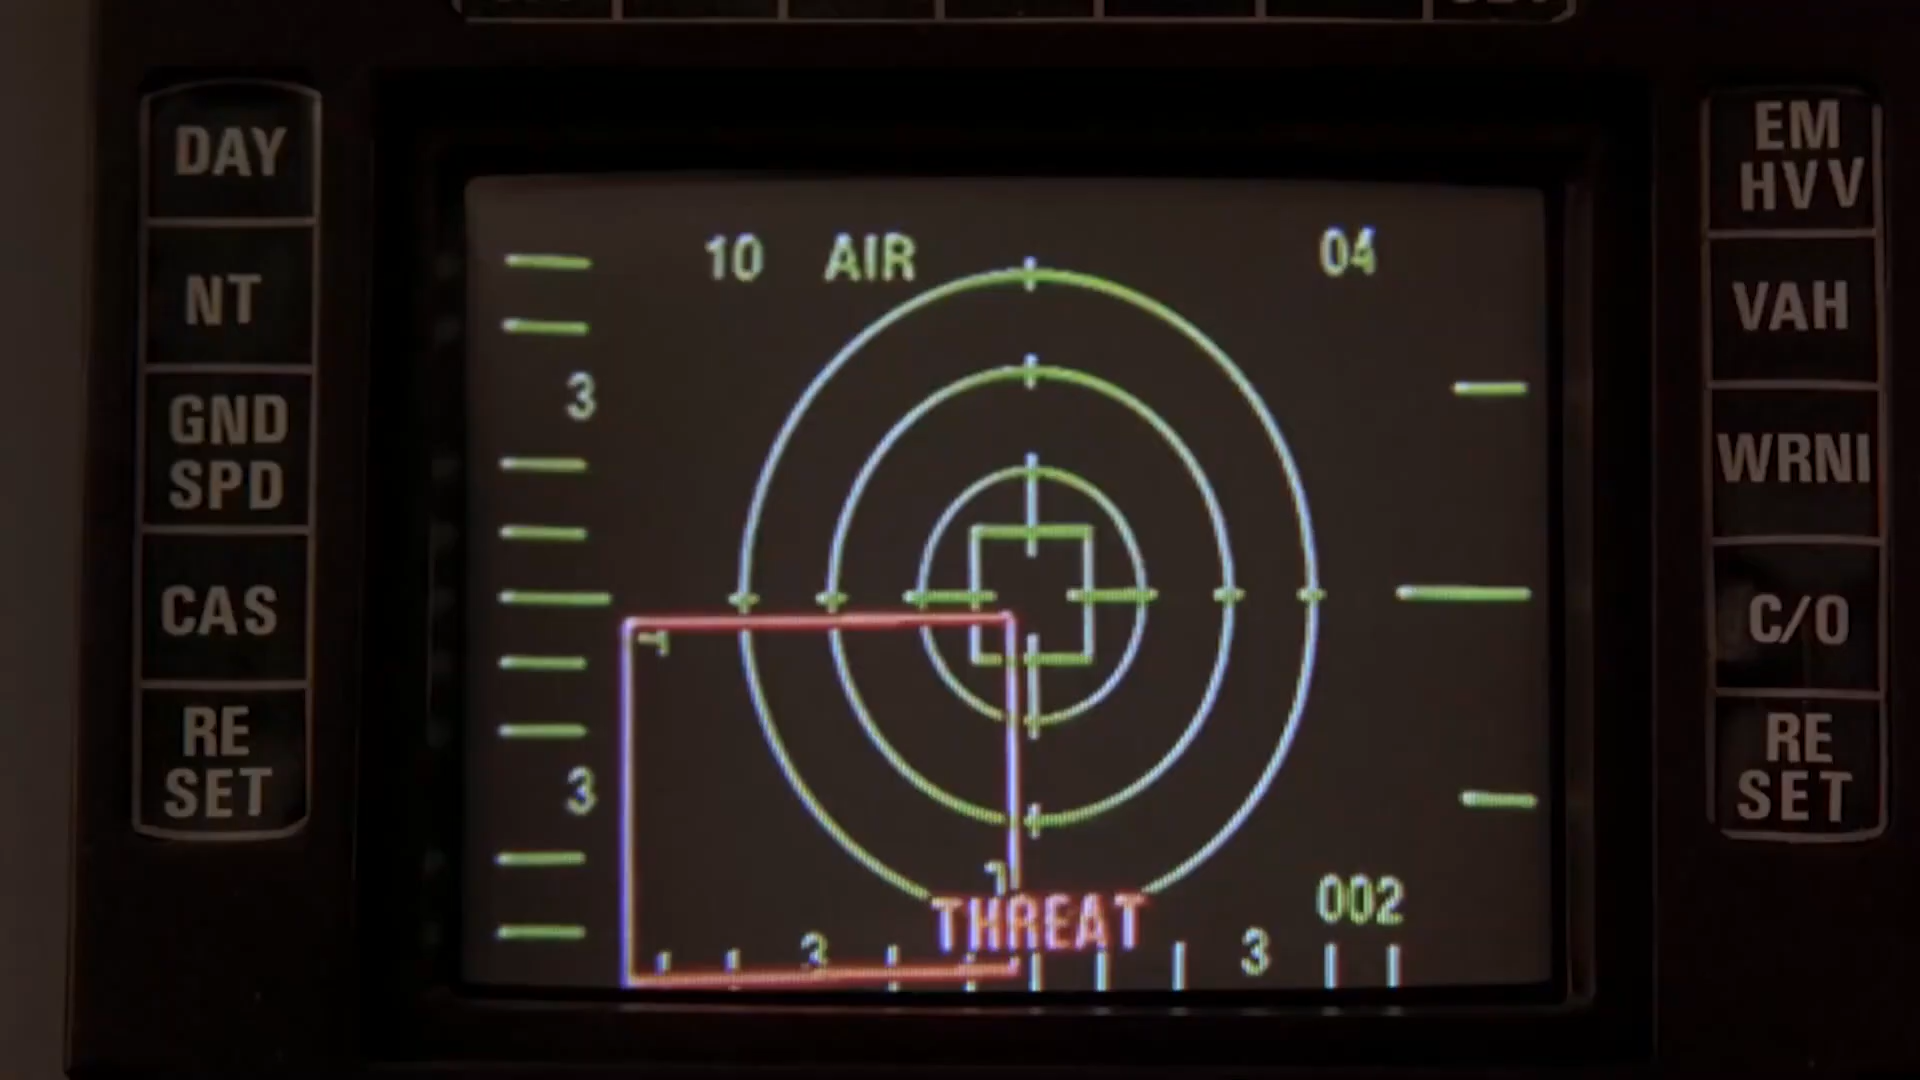 DAY
NT
GND
SPD
CAS
RE
SET
10 AIR
04
3
3
THREAT
002
3
3
EM
HVV
VAH
WRNI
C/O
RE
SET